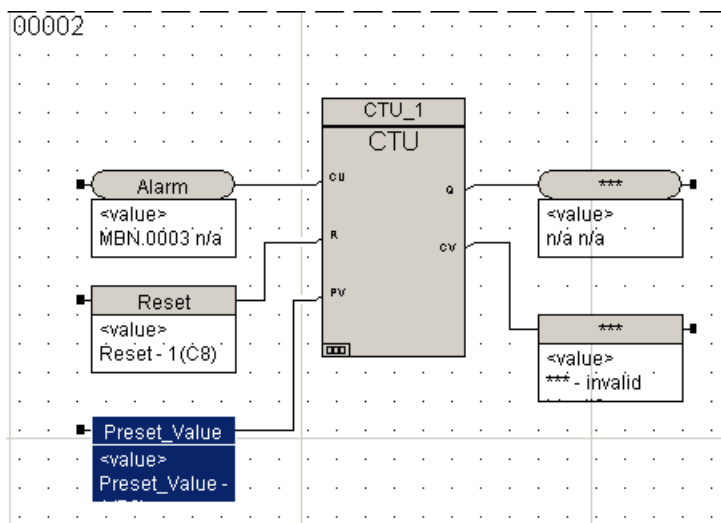 00002
CTU_1
CTU
CU
Q
R
CV
PV
Alarm
<value>
MBN.0003 n/a
Reset
<value>
Reset - 1(C8)
Preset_Value
<value>
Preset_Value -
***
<value>
n/a n/a
***
<value>
*** - invalid